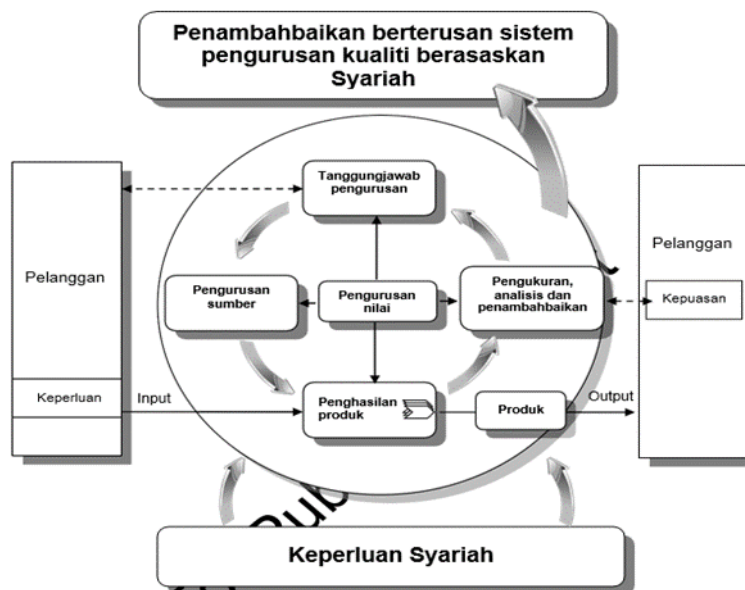 Penambahbaikan berterusan sistem
pengurusan kualiti berasaskan
Syariah
Tanggungjawab
pengurusan
Pelanggan
Pelanggan
Pengurusan
sumber
Pengurusan
nilai
Pengukuran,
analisis dan
penambahbaikan
Kepuasan
Keperluan
Input
Penghasilan
produk
Produk
Output
Keperluan Syariah